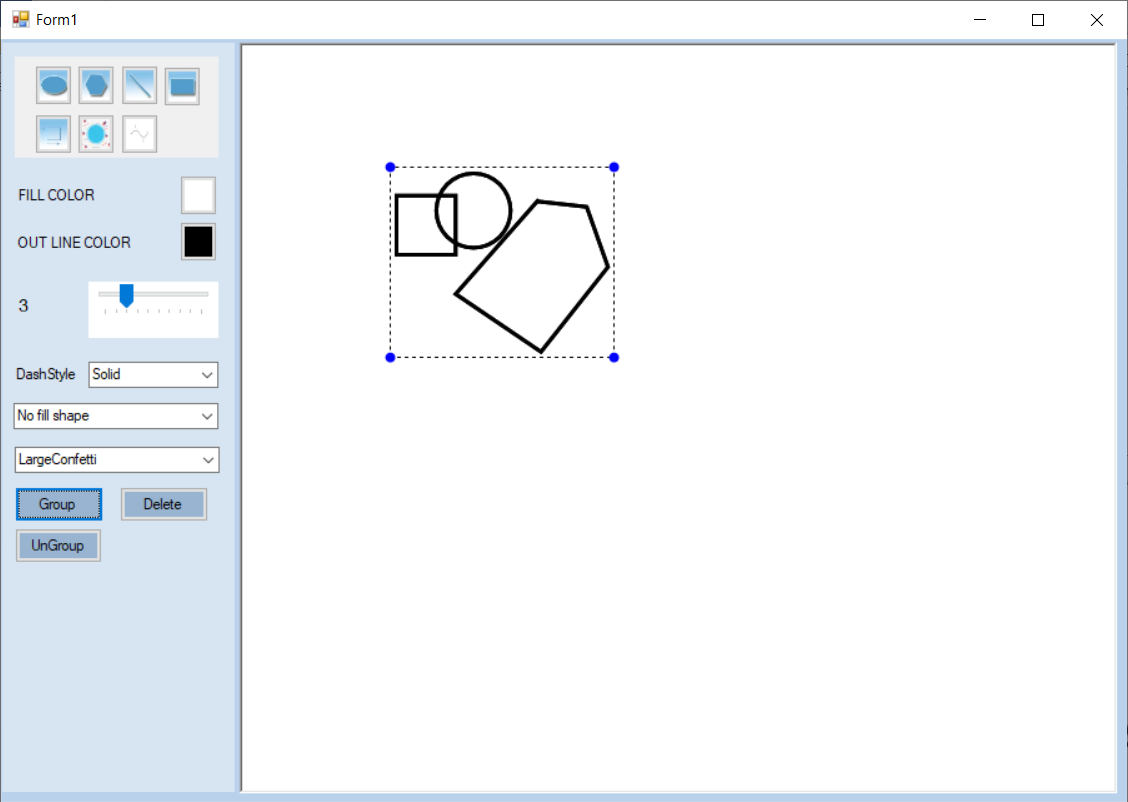 Form1
FILL COLOR
OUT LINE COLOR
3
DashStyle Solid
No fill shape
LargeConfetti
Group Delete
UnGroup